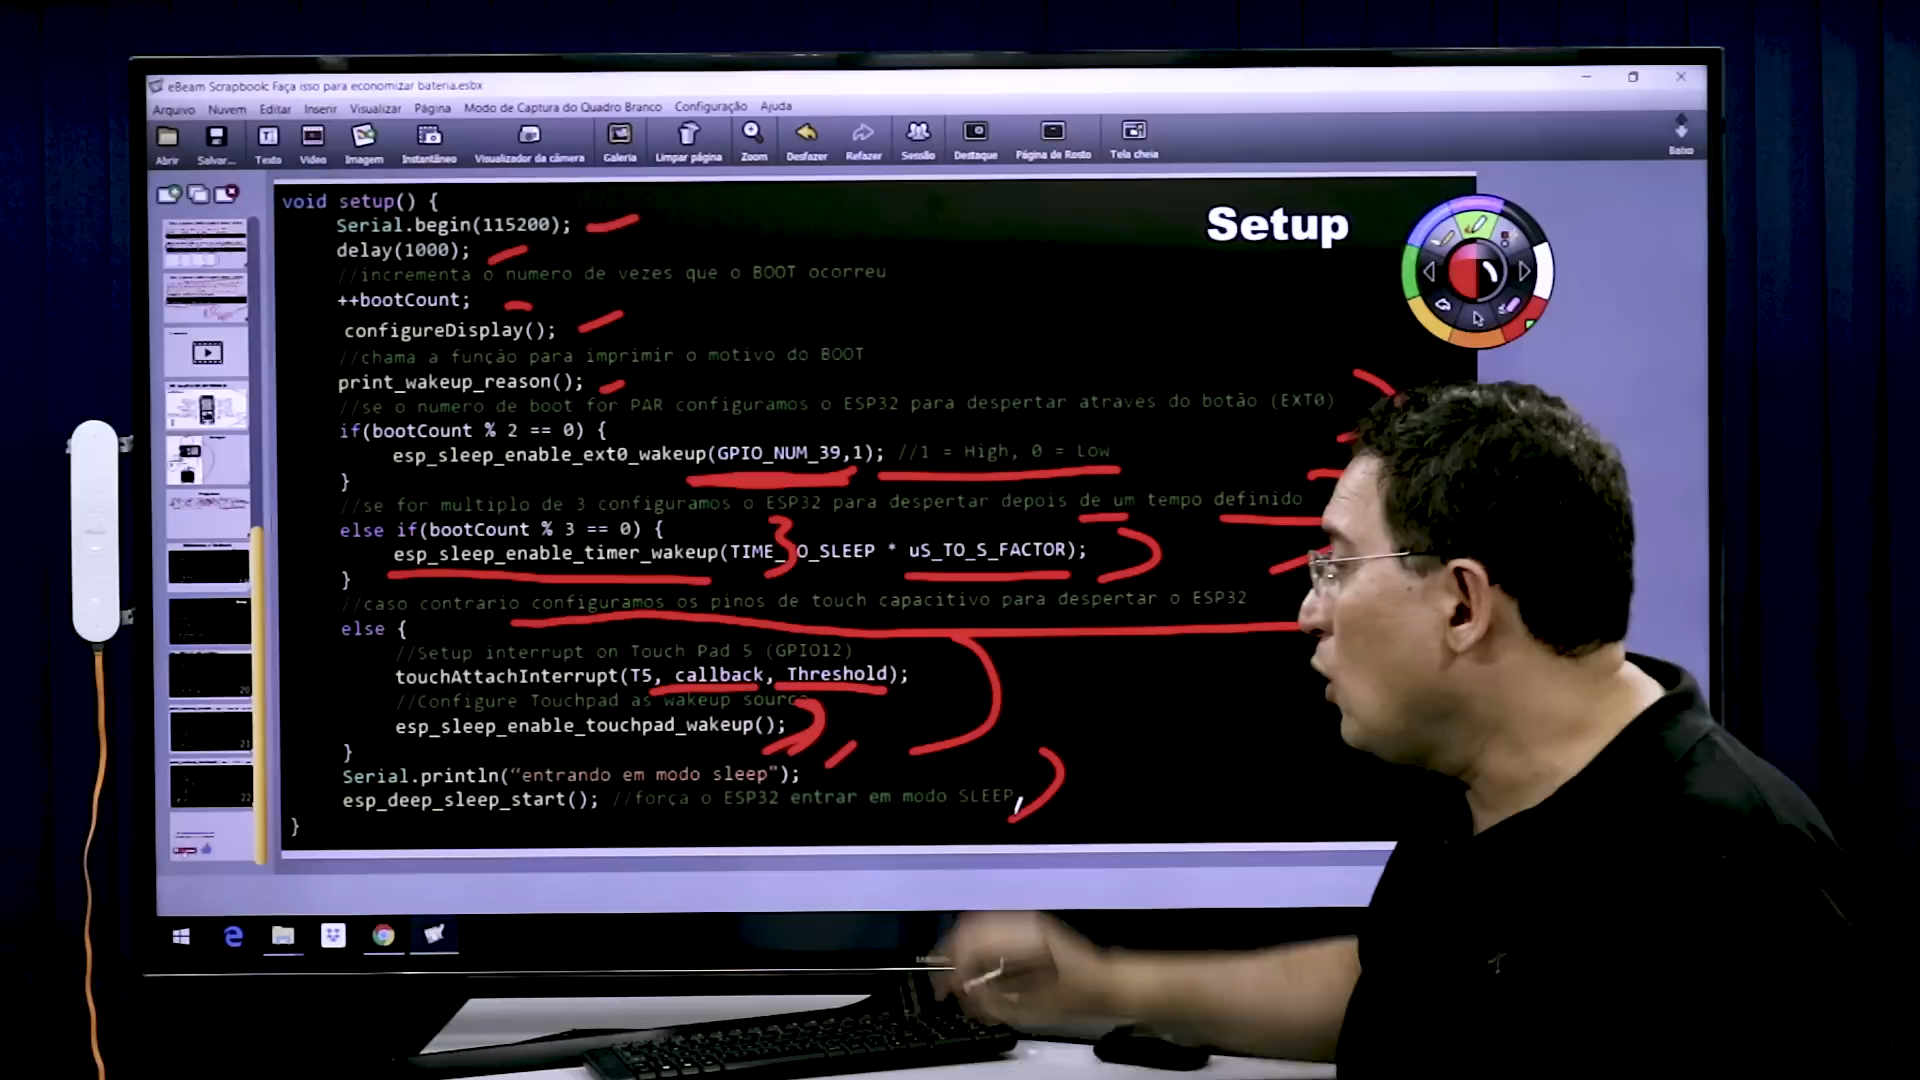 eBeam Scrapbook: Faça isso para economizar bateria.esbx
Arquivo Nuvem Editar Inserir Visualizar Página Modo de Captura do Quadro Branco Configuração Ajuda
Abrir Salvar... Texto Video Imagem Instantâneo Visualizador da câmera Galeria Limpar página Zoom Desfazer Refazer Sessão Destaque Página de Rosto Tela cheia Baixo
Setup
void setup() {
Serial.begin(115200);
delay(1000);
//incrementa o numero de vezes que o BOOT ocorreu
++bootCount;
configureDisplay();
//chama a função para imprimir o motivo do BOOT
print_wakeup_reason();
//se o numero de boot for PAR configuramos o ESP32 para despertar atraves do botão (EXT0)
if(bootCount % 2 == 0) {
esp_sleep_enable_ext0_wakeup(GPIO_NUM_39,1); //1 = High, 0 = Low
}
//se for multiplo de 3 configuramos o ESP32 para despertar depois de um tempo definido
else if(bootCount % 3 == 0) {
esp_sleep_enable_timer_wakeup(TIME_TO_SLEEP * uS_TO_S_FACTOR);
}
//caso contrario configuramos os pinos de touch capacitivo para despertar o ESP32
else {
//Setup interrupt on Touch Pad 5 (GPIO12)
touchAttachInterrupt(T5, callback, Threshold);
//Configure Touchpad as wakeup source
esp_sleep_enable_touchpad_wakeup();
}
Serial.println("entrando em modo sleep");
esp_deep_sleep_start(); //força o ESP32 entrar em modo SLEEP
}